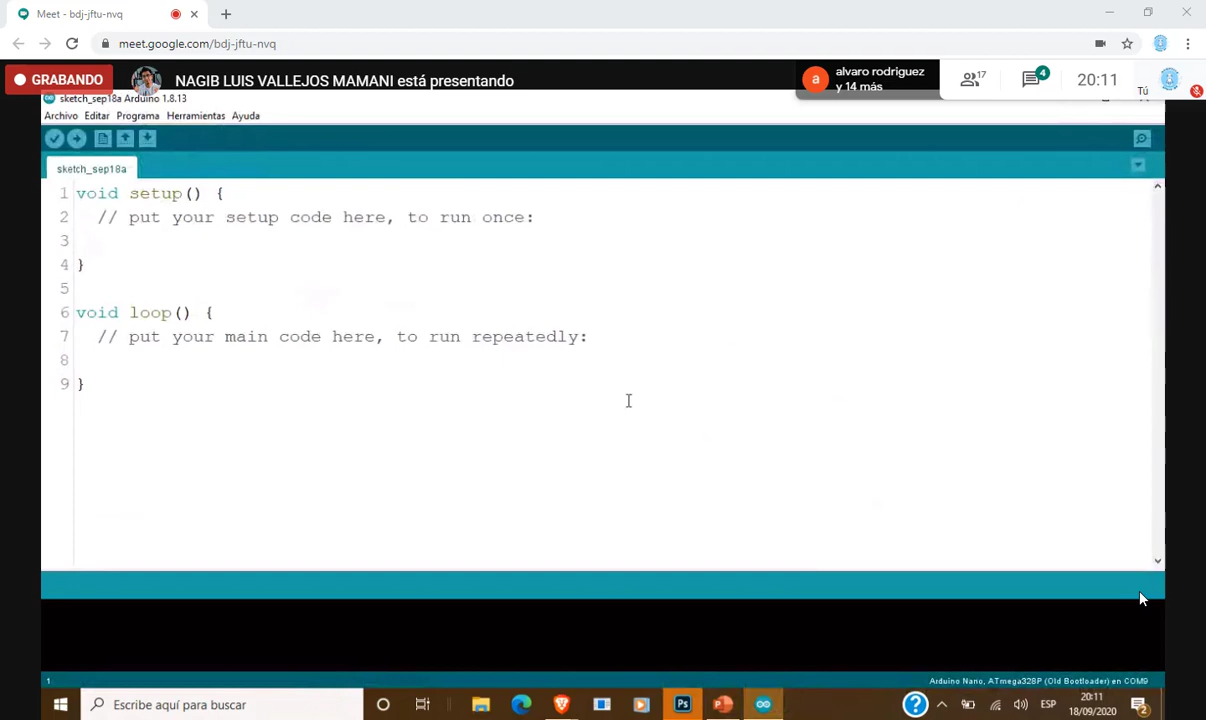 Meet - bdj-jftu-nvq
meet.google.com/bdj-jftu-nvq
GRABANDO
NAGIB LUIS VALLEJOS MAMANI está presentando
a
alvaro rodriguez
y 14 más
17
4
20:11
Tú
sketch_sep18a Arduino 1.8.13
Archivo Editar Programa Herramientas Ayuda
sketch_sep18a
1 void setup() {
2 // put your setup code here, to run once:
3
4 }
5
6 void loop() {
7 // put your main code here, to run repeatedly:
8
9 }
1
Arduino Nano, ATmega328P (Old Bootloader) en COM9
Escribe aquí para buscar
Ps
ESP
20:11
18/09/2020
2